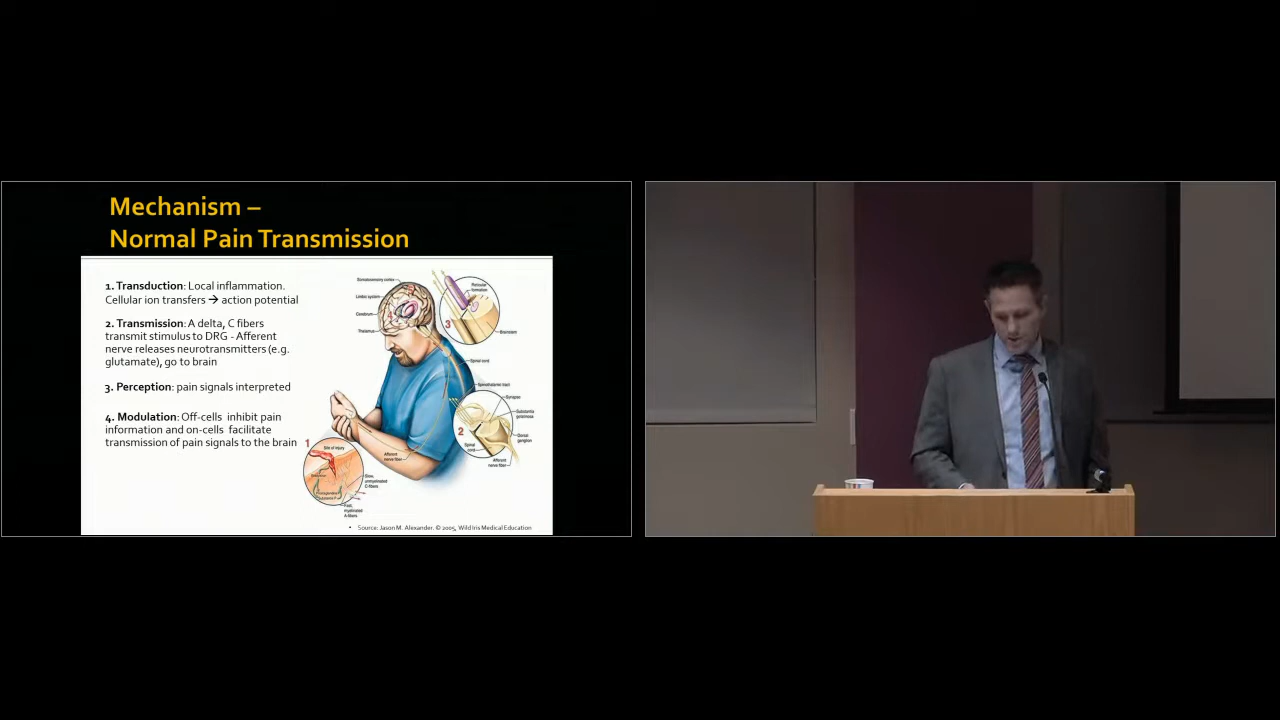 Mechanism –
Normal Pain Transmission
1. Transduction: Local inflammation.
Cellular ion transfers → action potential
2. Transmission: A delta, C fibers
transmit stimulus to DRG - Afferent
nerve releases neurotransmitters (e.g.
glutamate), go to brain
3. Perception: pain signals interpreted
4. Modulation: Off-cells inhibit pain
information and on-cells facilitate
transmission of pain signals to the brain
Somatosensory cortex
Limbic system
Cerebrum
Thalamus
Reticular
formation
3
Brainstem
Spinal cord
Spinothalamic tract
Synapse
Substantia
gelatinosa
2
Dorsal
ganglion
Spinal
cord
Afferent
nerve fiber
Afferent
nerve fiber
1
Site of injury
Slow,
unmyelinated
C-fibers
Fast,
myelinated
A-fibers
• Source: Jason M. Alexander. © 2005, Wild Iris Medical Education